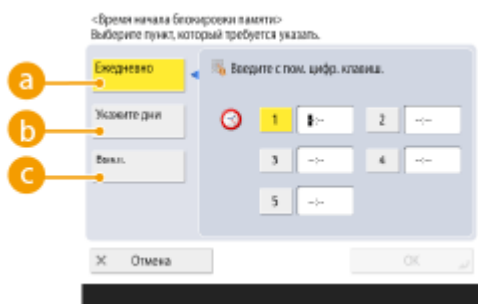 <Время начала блокировки памяти>
Выберите пункт, который требуется указать.
a Ежедневно
Введите с пом. цифр. клавиш.
b Укажите дни
1 -:-- 2 --:--
c Выкл.
3 --:-- 4 --:--
5 --:--
× Отмена
OK